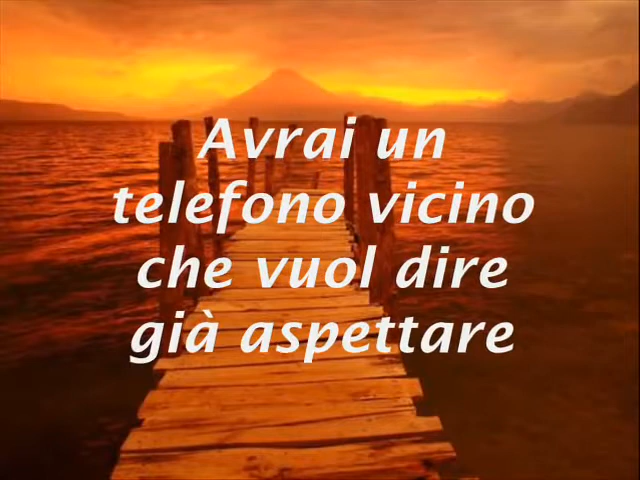 Avrai un
telefono vicino
che vuol dire
già aspettare